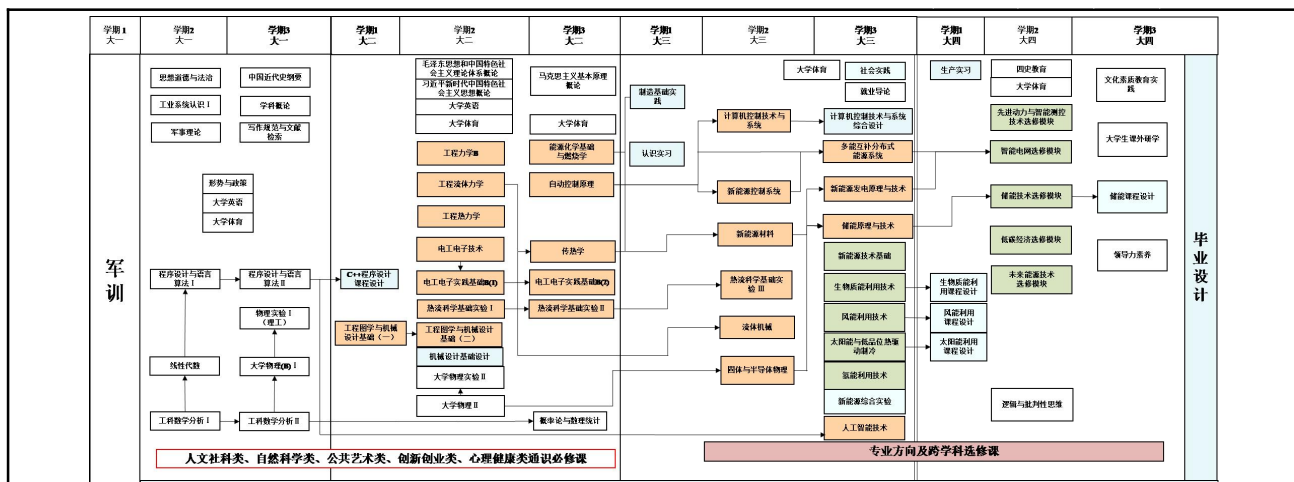 学期1
大一
学期2
大一
学期3
大一
学期1
大二
学期2
大二
学期3
大二
学期1
大三
学期2
大三
学期3
大三
学期1
大四
学期2
大四
学期3
大四
军训
思想道德与法治
工业系统认识 I
军事理论
中国近代史纲要
学科概论
写作规范与文献
检索
形势与政策
大学英语
大学体育
程序设计与语言
算法 I
程序设计与语言
算法 II
物理实验 I
(理工)
线性代数
大学物理(B) I
工科数学分析 I
工科数学分析 II
C++程序设计
课程设计
工程图学与机械
设计基础(一)
毛泽东思想和中国特色社
会主义理论体系概论
习近平新时代中国特色社
会主义思想概论
大学英语
大学体育
工程力学B
工程流体力学
工程热力学
电工电子技术
电工电子实践基础B(1)
热流科学基础实验 I
工程图学与机械设计
基础(二)
机械设计基础设计
大学物理实验 II
大学物理 II
马克思主义基本原理
概论
大学体育
能源化学基础
与燃烧学
自动控制原理
传热学
电工电子实践基础B(2)
热流科学基础实验 II
概率论与数理统计
制造基础实
践
认识实习
计算机控制技术与
系统
新能源控制系统
新能源材料
热流科学基础实
验 III
流体机械
固体与半导体物理
大学体育
社会实践
就业导论
计算机控制技术与系统
综合设计
多能互补分布式
能源系统
新能源发电原理与技术
储能原理与技术
新能源技术基础
生物质能利用技术
风能利用技术
太阳能与低品位热驱
动制冷
氢能利用技术
新能源综合实验
人工智能技术
生产实习
生物质能利
用课程设计
风能利用
课程设计
太阳能利用
课程设计
四史教育
大学体育
先进动力与智能测控
技术选修模块
智能电网选修模块
储能技术选修模块
低碳经济选修模块
未来能源技术
选修模块
逻辑与批判性思维
文化素质教育实
践
大学生课外研学
储能课程设计
领导力素养
毕业设计
人文社科类、自然科学类、公共艺术类、创新创业类、心理健康类通识必修课
专业方向及跨学科选修课